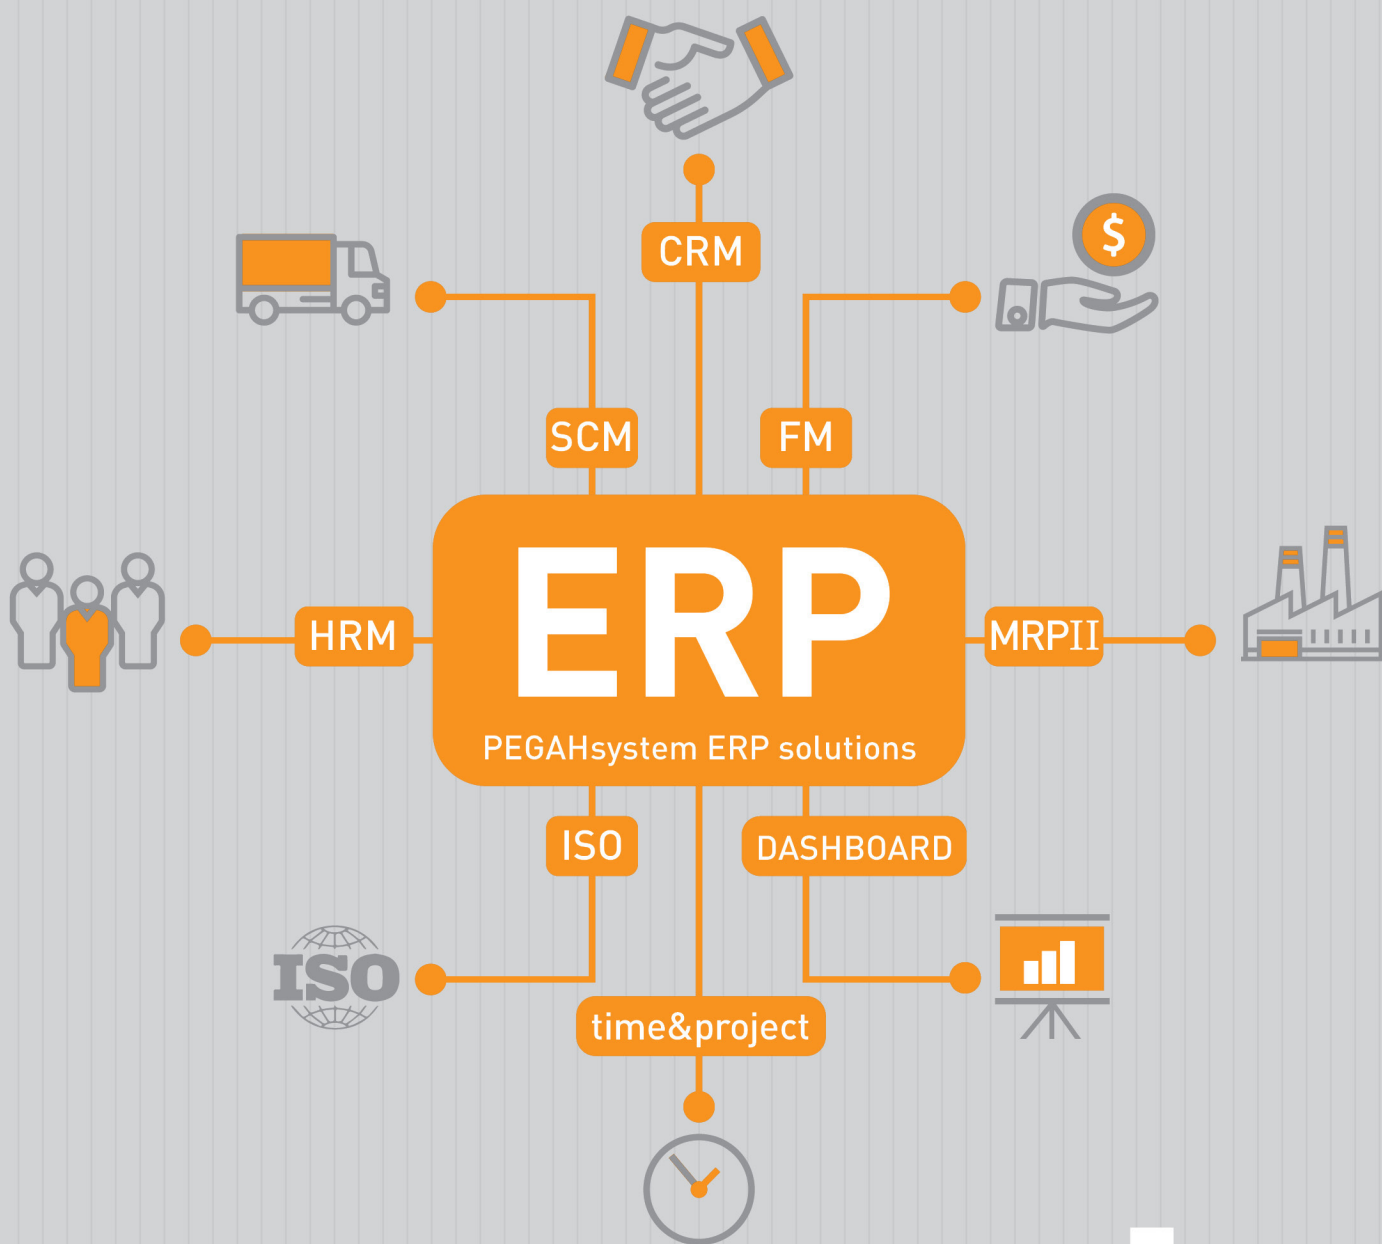 CRM
$
SCM
FM
ERP
HRM
MRPII
PEGAHsystem ERP solutions
ISO
DASHBOARD
ISO
time&project